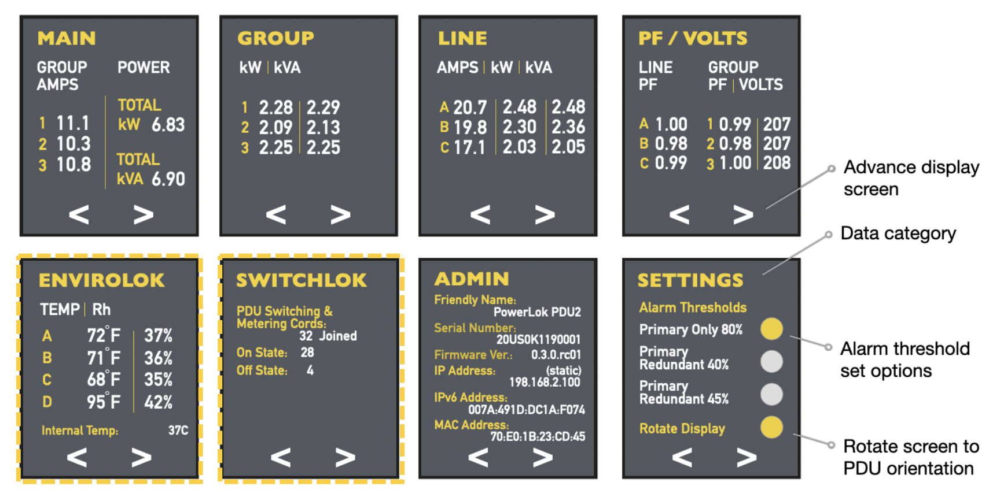 MAIN
GROUP AMPS
POWER
1 11.1
2 10.3
3 10.8
TOTAL
kW 6.83
TOTAL
kVA 6.90
< >
GROUP
kW | kVA
1 2.28 | 2.29
2 2.09 | 2.13
3 2.25 | 2.25
< >
LINE
AMPS | kW | kVA
A 20.7 | 2.48 | 2.48
B 19.8 | 2.30 | 2.36
C 17.1 | 2.03 | 2.05
< >
PF / VOLTS
LINE PF
GROUP
PF | VOLTS
A 1.00
B 0.98
C 0.99
1 0.99 | 207
2 0.98 | 207
3 1.00 | 208
< >
Advance display
screen
Data category
ENVIROLOK
TEMP | Rh
A 72°F | 37%
B 71°F | 36%
C 68°F | 35%
D 95°F | 42%
Internal Temp: 37C
< >
SWITCHLOK
PDU Switching &
Metering Cords:
32 Joined
On State: 28
Off State: 4
< >
ADMIN
Friendly Name:
PowerLok PDU2
Serial Number:
20US0K1190001
Firmware Ver.: 0.3.0.rc01
IP Address: (static)
198.168.2.100
IPv6 Address:
007A:491D:DC1A:F074
MAC Address:
70:E0:1B:23:CD:45
< >
SETTINGS
Alarm Thresholds
Primary Only 80%
Primary
Redundant 40%
Primary
Redundant 45%
Rotate Display
< >
Alarm threshold
set options
Rotate screen to
PDU orientation